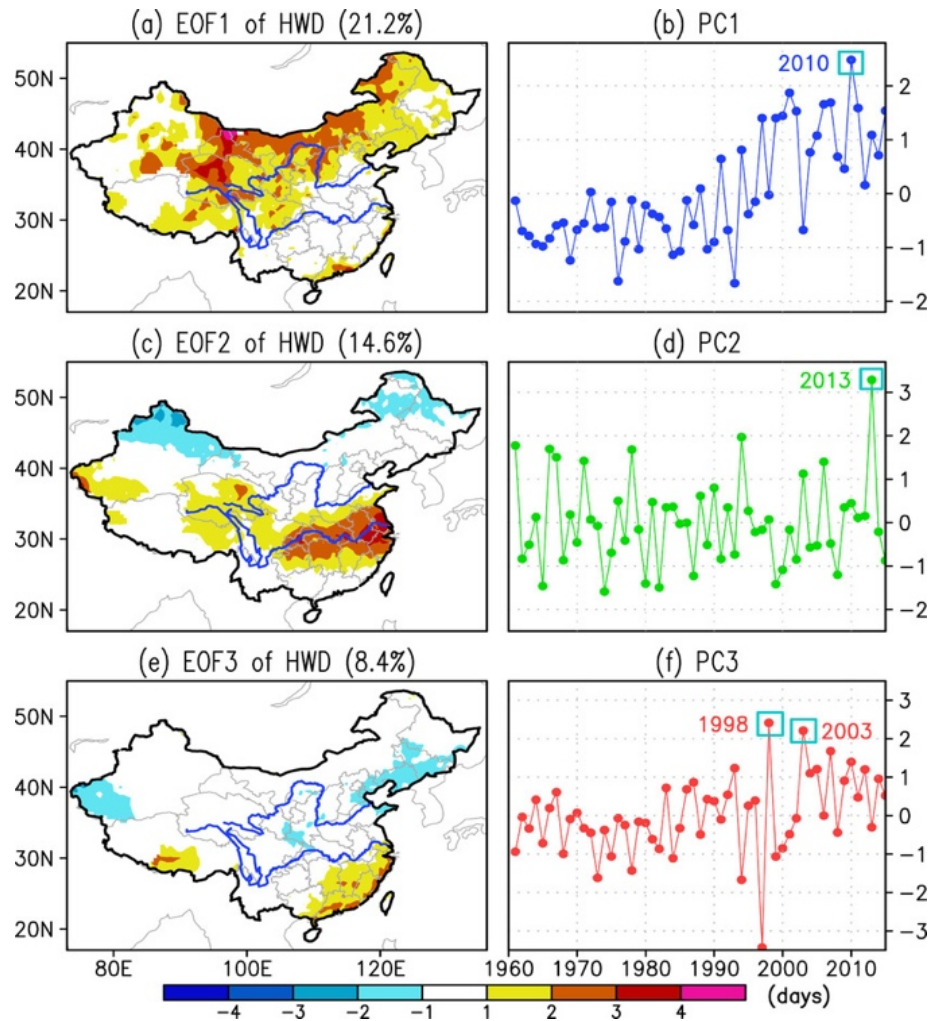 (a) EOF1 of HWD (21.2%)
(b) PC1
50N
40N
30N
20N
2010
2
1
0
-1
-2
(c) EOF2 of HWD (14.6%)
(d) PC2
50N
40N
30N
20N
2013
3
2
1
0
-1
-2
(e) EOF3 of HWD (8.4%)
(f) PC3
50N
40N
30N
20N
1998
2003
3
2
1
0
-1
-2
-3
80E 100E 120E
1960 1970 1980 1990 2000 2010
-4 -3 -2 -1 1 2 3 4 (days)